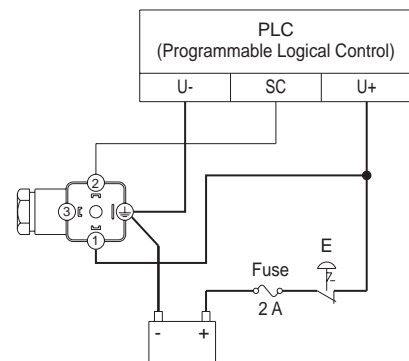 PLC
(Programmable Logical Control)
U- SC U+
2
3
1
E
Fuse
2 A
- +